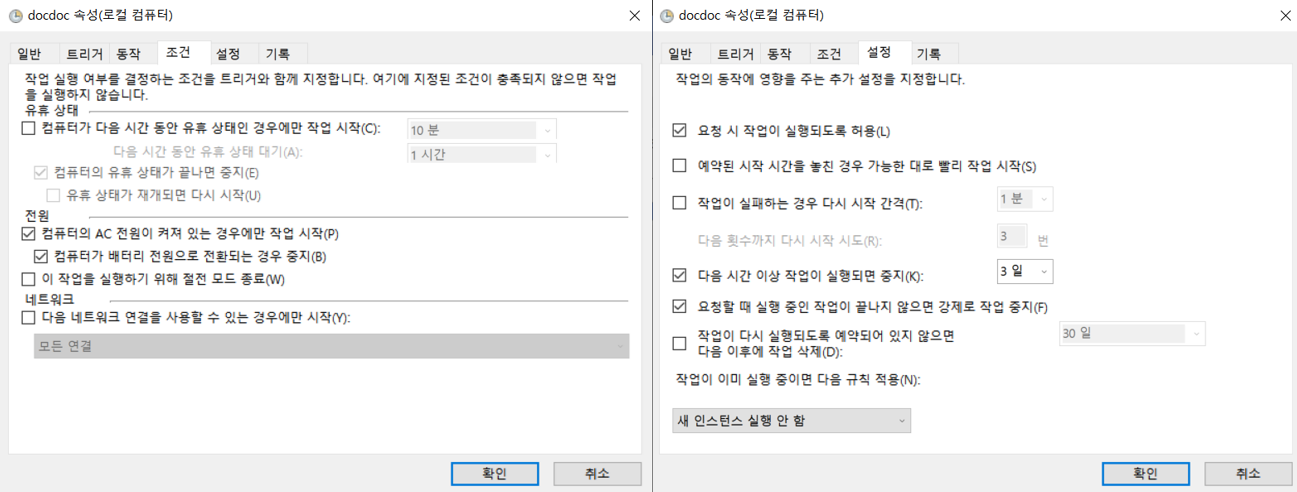 docdoc 속성(로컬 컴퓨터)
일반 트리거 동작 조건 설정 기록
작업 실행 여부를 결정하는 조건을 트리거와 함께 지정합니다. 여기에 지정된 조건이 충족되지 않으면 작업
을 실행하지 않습니다.
유휴 상태
컴퓨터가 다음 시간 동안 유휴 상태인 경우에만 작업 시작(C): 10 분
다음 시간 동안 유휴 상태 대기(A): 1 시간
컴퓨터의 유휴 상태가 끝나면 중지(E)
유휴 상태가 재개되면 다시 시작(U)
전원
컴퓨터의 AC 전원이 켜져 있는 경우에만 작업 시작(P)
컴퓨터가 배터리 전원으로 전환되는 경우 중지(B)
이 작업을 실행하기 위해 절전 모드 종료(W)
네트워크
다음 네트워크 연결을 사용할 수 있는 경우에만 시작(Y):
모든 연결
확인 취소
docdoc 속성(로컬 컴퓨터)
일반 트리거 동작 조건 설정 기록
작업의 동작에 영향을 주는 추가 설정을 지정합니다.
요청 시 작업이 실행되도록 허용(L)
예약된 시작 시간을 놓친 경우 가능한 대로 빨리 작업 시작(S)
작업이 실패하는 경우 다시 시작 간격(T): 1 분
다음 횟수까지 다시 시작 시도(R): 3 번
다음 시간 이상 작업이 실행되면 중지(K): 3 일
요청할 때 실행 중인 작업이 끝나지 않으면 강제로 작업 중지(F)
작업이 다시 실행되도록 예약되어 있지 않으면 30 일
다음 이후에 작업 삭제(D):
작업이 이미 실행 중이면 다음 규칙 적용(N):
새 인스턴스 실행 안 함
확인 취소